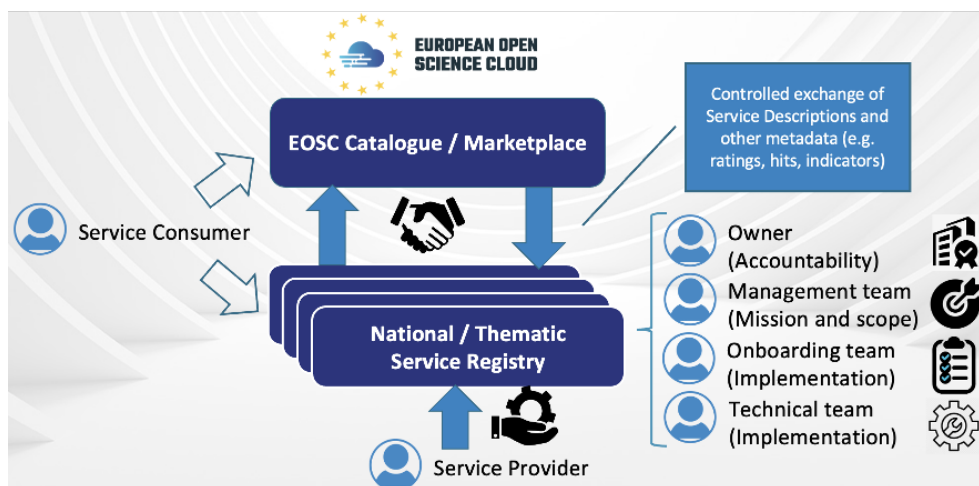 EUROPEAN OPEN
SCIENCE CLOUD
EOSC Catalogue / Marketplace
Controlled exchange of
Service Descriptions and
other metadata (e.g.
ratings, hits, indicators)
Service Consumer
National / Thematic
Service Registry
Owner
(Accountability)
Management team
(Mission and scope)
Onboarding team
(Implementation)
Technical team
(Implementation)
Service Provider